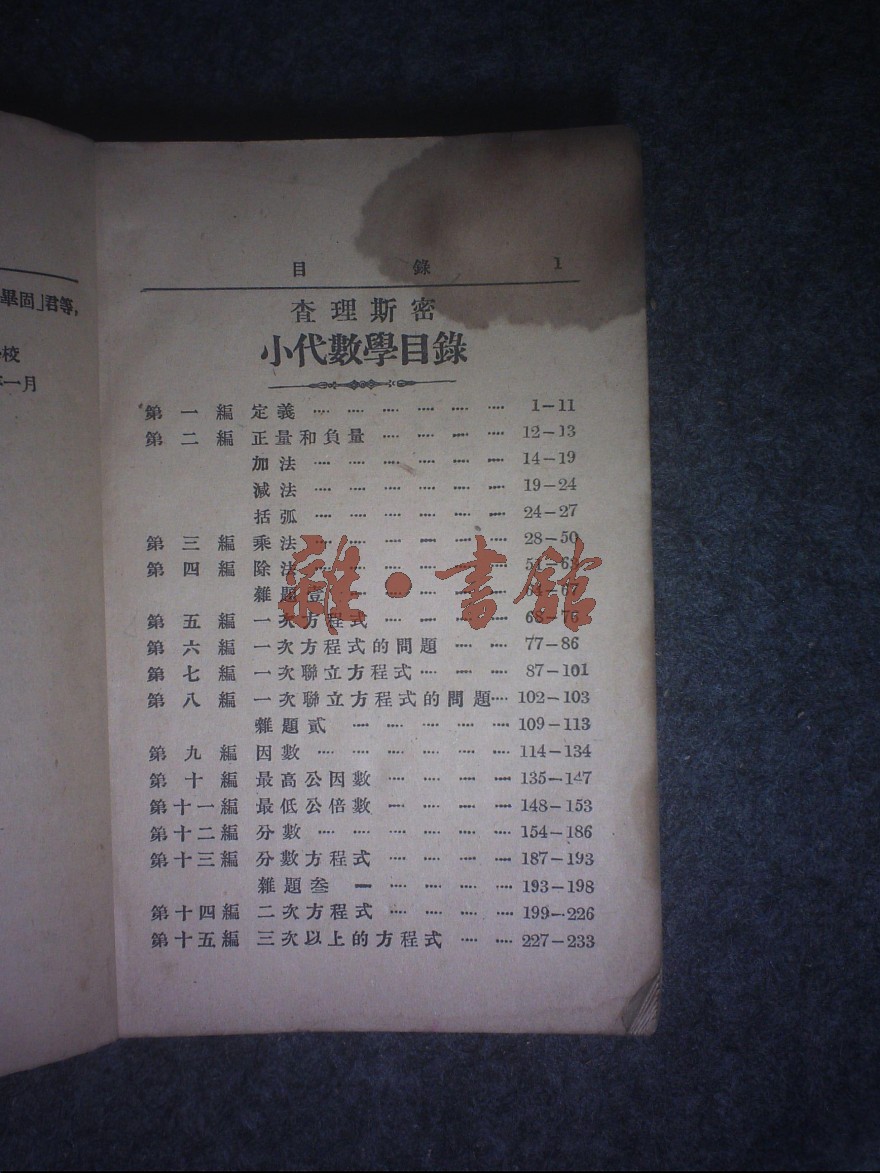 畢固」君等,
校
一月
目 錄 1
查理斯密
小代數學目錄
第一編 定義 ···· ···· ···· ···· ···· ···· 1—11
第二編 正量和負量 ···· ···· ···· ···· 12—13
加法 ···· ···· ···· ···· ···· ···· 14—19
減法 ···· ···· ···· ···· ···· ···· 19—24
括弧 ···· ···· ···· ···· ···· ···· 24—27
第三編 乘法 ···· ···· ···· ···· ···· ···· 28—50
第四編 除法 ···· ···· ···· ···· ···· ····
雜題壹 ···· ···· ···· ···· ····
第五編 一次方程式 ···· ···· ···· ···· 68—76
第六編 一次方程式的問題 ···· ···· 77—86
第七編 一次聯立方程式 ···· ···· ···· 87—101
第八編 一次聯立方程式的問題 ···· 102—103
雜題貳 ···· ···· ···· ···· ···· 109—113
第九編 因數 ···· ···· ···· ···· ···· ···· 114—134
第十編 最高公因數 ···· ···· ···· ···· 135—147
第十一編 最低公倍數 ···· ···· ···· ···· 148—153
第十二編 分數 ···· ···· ···· ···· ···· ···· 154—186
第十三編 分數方程式 ···· ···· ···· ···· 187—193
雜題叁 ···· ···· ···· ···· ···· 193—198
第十四編 二次方程式 ···· ···· ···· ···· 199—226
第十五編 三次以上的方程式 ···· ···· 227—233
雜·書館